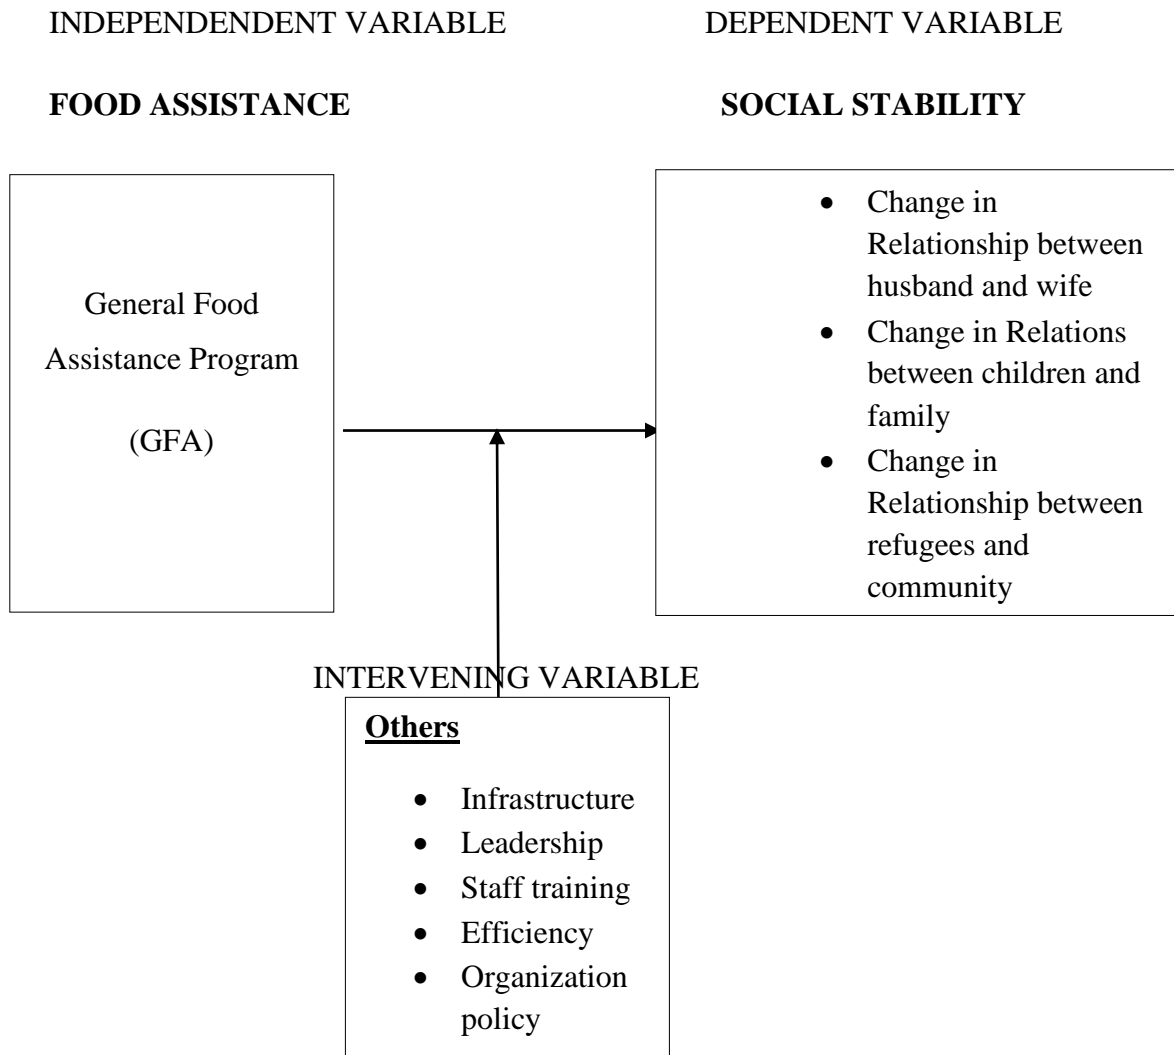 INDEPENDENDENT VARIABLE
DEPENDENT VARIABLE
FOOD ASSISTANCE
SOCIAL STABILITY
General Food
Assistance Program
(GFA)
• Change in
Relationship between
husband and wife
• Change in Relations
between children and
family
• Change in
Relationship between
refugees and
community
INTERVENING VARIABLE
Others
• Infrastructure
• Leadership
• Staff training
• Efficiency
• Organization
policy